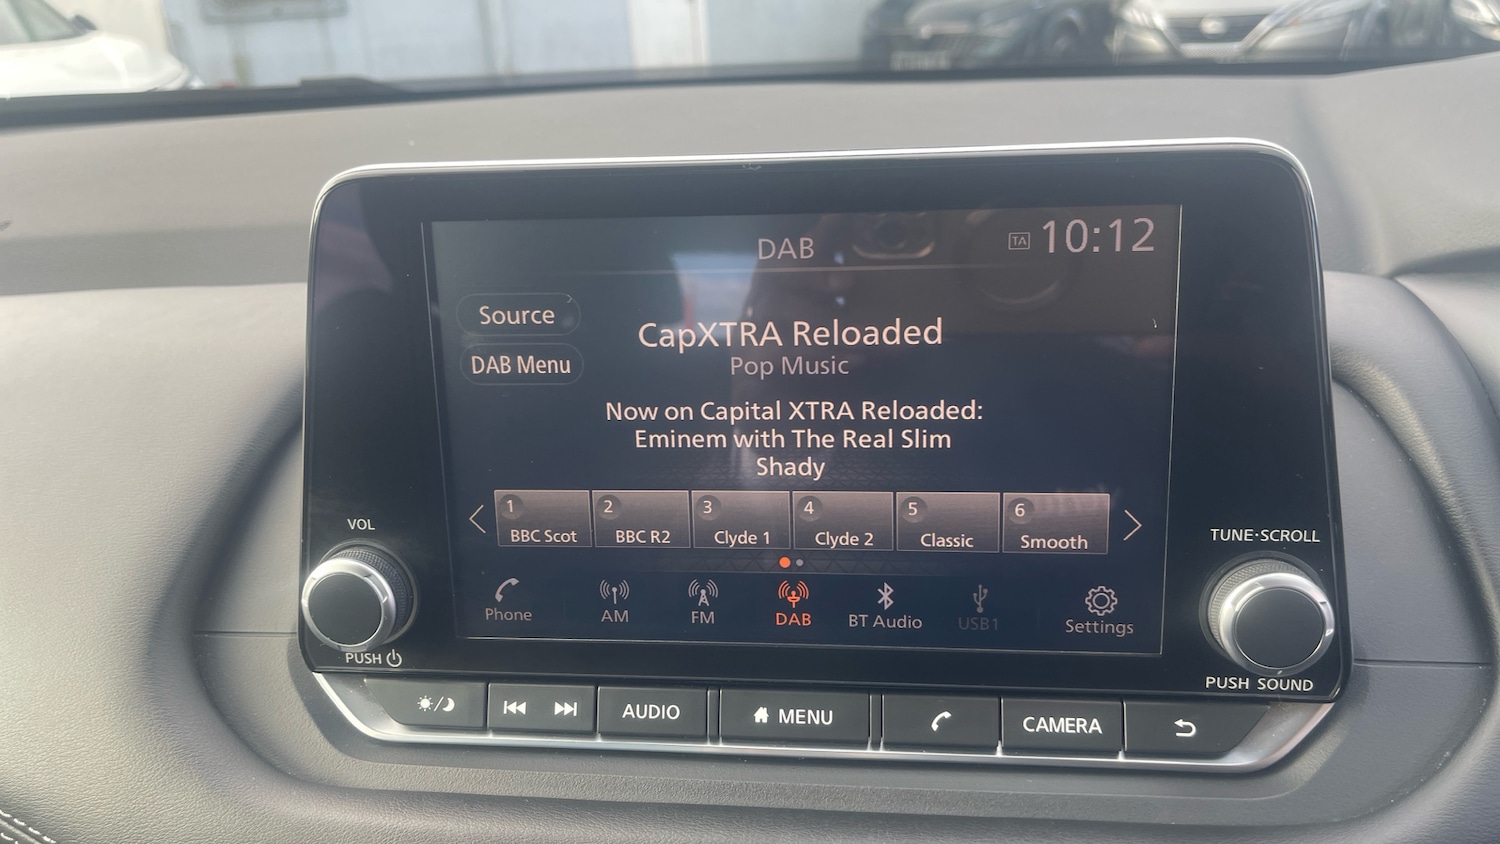 DAB
TA 10:12
Source
DAB Menu
CapXTRA Reloaded
Pop Music
Now on Capital XTRA Reloaded:
Eminem with The Real Slim
Shady
1 2 3 4 5 6
BBC Scot BBC R2 Clyde 1 Clyde 2 Classic Smooth
Phone AM FM DAB BT Audio USB1 Settings
VOL
PUSH
TUNE·SCROLL
PUSH SOUND
AUDIO MENU CAMERA